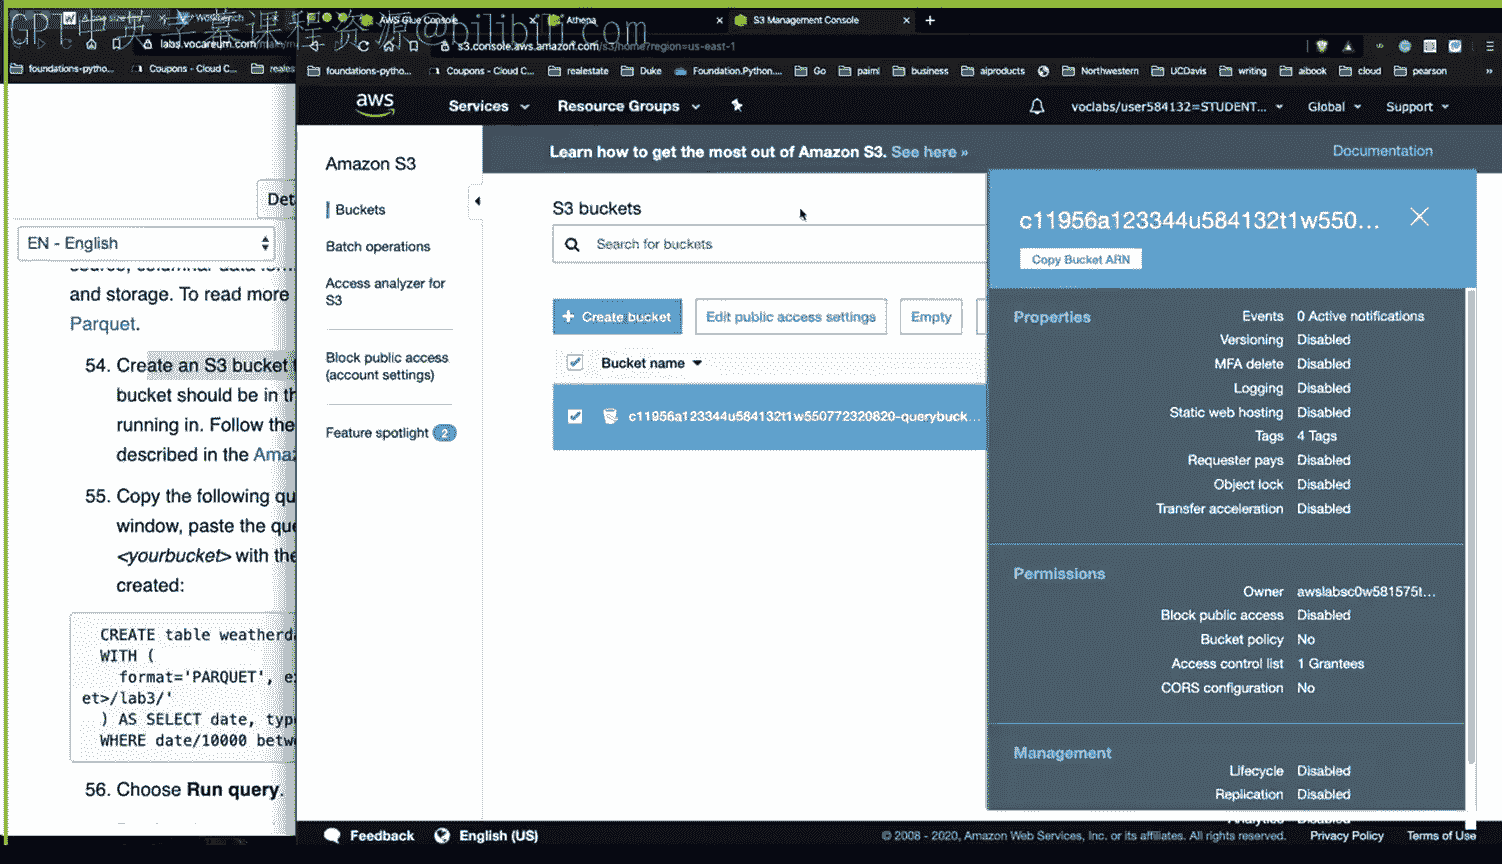 GPT中英字幕课程资源@bilibili.com
AWS Glue Console
Athena
S3 Management Console
labs.vocareum.com/main/m
s3.console.aws.amazon.com/s3/home?region=us-east-1
foundations-pytho...
Coupons - Cloud C...
reales
foundations-pytho...
Coupons - Cloud C...
realestate
Duke
Foundation.Python....
Go
paiml
business
aiproducts
Northwestern
UCDavis
writing
aibook
cloud
pearson
»
aws
Services
Resource Groups
voclabs/user584132=STUDENT...
Global
Support
Det
EN - English
and storage. To read more
Parquet.
54. Create an S3 bucket
bucket should be in th
running in. Follow the
described in the Amaz
55. Copy the following qu
window, paste the que
<yourbucket> with the
created:
CREATE table weatherda
WITH (
format='PARQUET', e
et>/lab3/'
) AS SELECT date, type
WHERE date/10000 betw
56. Choose Run query.
Amazon S3
Buckets
Batch operations
Access analyzer for
S3
Block public access
(account settings)
Feature spotlight 2
Learn how to get the most out of Amazon S3. See here »
Documentation
S3 buckets
Search for buckets
+ Create bucket
Edit public access settings
Empty
Bucket name
c11956a123344u584132t1w550772320820-querybuck...
c11956a123344u584132t1w550...
Copy Bucket ARN
Properties
Events 0 Active notifications
Versioning Disabled
MFA delete Disabled
Logging Disabled
Static web hosting Disabled
Tags 4 Tags
Requester pays Disabled
Object lock Disabled
Transfer acceleration Disabled
Permissions
Owner awslabsc0w581575t...
Block public access Disabled
Bucket policy No
Access control list 1 Grantees
CORS configuration No
Management
Lifecycle Disabled
Replication Disabled
Analytics Disabled
Feedback
English (US)
© 2008 - 2020, Amazon Web Services, Inc. or its affiliates. All rights reserved.
Privacy Policy
Terms of Use